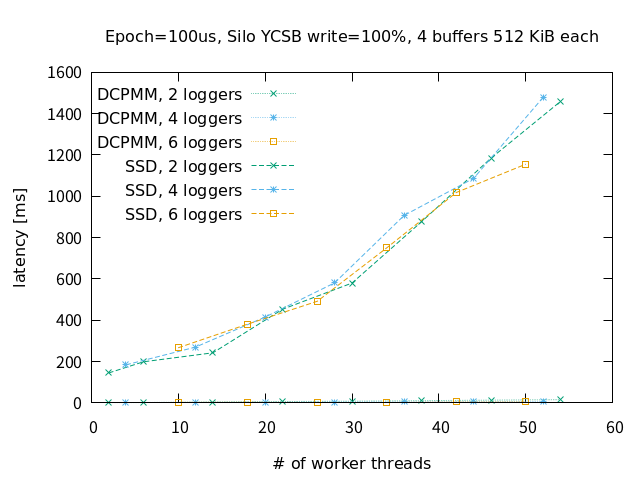 Epoch=100us, Silo YCSB write=100%, 4 buffers 512 KiB each
1600
1400
1200
1000
800
600
400
200
0
latency [ms]
DCPMM, 2 loggers
DCPMM, 4 loggers
DCPMM, 6 loggers
SSD, 2 loggers
SSD, 4 loggers
SSD, 6 loggers
0 10 20 30 40 50 60
# of worker threads